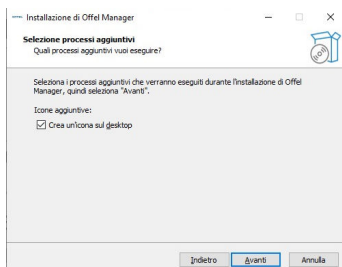 Installazione di Offel Manager
Selezione processi aggiuntivi
Quali processi aggiuntivi vuoi eseguire?
Seleziona i processi aggiuntivi che verranno eseguiti durante l'installazione di Offel
Manager, quindi seleziona "Avanti".
Icone aggiuntive:
Crea un'icona sul desktop
Indietro Avanti Annulla